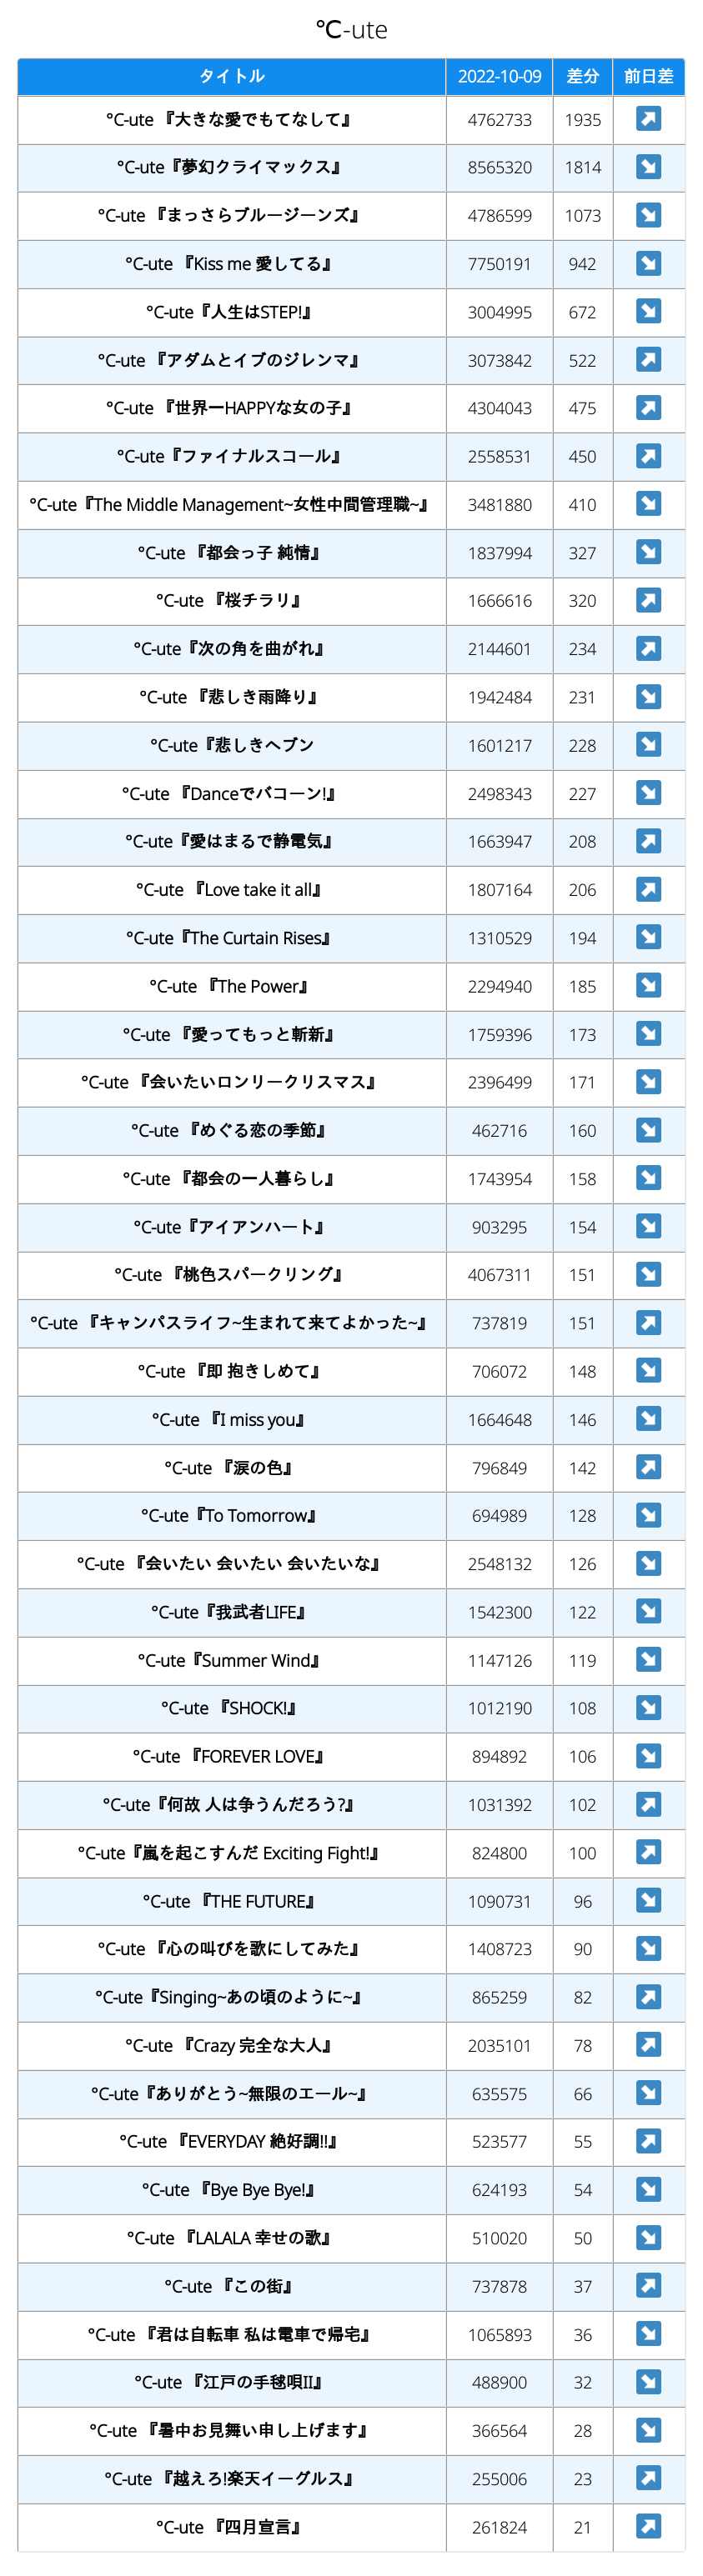 ℃-ute
タイトル 2022-10-09 差分 前日差
°C-ute 『大きな愛でもてなして』 4762733 1935 ↗
°C-ute『夢幻クライマックス』 8565320 1814 ↘
°C-ute 『まっさらブルージーンズ』 4786599 1073 ↘
°C-ute 『Kiss me 愛してる』 7750191 942 ↘
°C-ute『人生はSTEP!』 3004995 672 ↘
°C-ute 『アダムとイブのジレンマ』 3073842 522 ↗
°C-ute 『世界一HAPPYな女の子』 4304043 475 ↗
°C-ute『ファイナルスコール』 2558531 450 ↗
°C-ute『The Middle Management~女性中間管理職~』 3481880 410 ↘
°C-ute 『都会っ子 純情』 1837994 327 ↘
°C-ute 『桜チラリ』 1666616 320 ↗
°C-ute『次の角を曲がれ』 2144601 234 ↗
°C-ute 『悲しき雨降り』 1942484 231 ↘
°C-ute『悲しきヘブン 1601217 228 ↘
°C-ute 『Danceでバコーン!』 2498343 227 ↘
°C-ute『愛はまるで静電気』 1663947 208 ↗
°C-ute 『Love take it all』 1807164 206 ↗
°C-ute『The Curtain Rises』 1310529 194 ↘
°C-ute 『The Power』 2294940 185 ↘
°C-ute 『愛ってもっと斬新』 1759396 173 ↘
°C-ute 『会いたいロンリークリスマス』 2396499 171 ↘
°C-ute 『めぐる恋の季節』 462716 160 ↘
°C-ute 『都会の一人暮らし』 1743954 158 ↘
°C-ute『アイアンハート』 903295 154 ↘
°C-ute 『桃色スパークリング』 4067311 151 ↘
°C-ute 『キャンパスライフ~生まれて来てよかった~』 737819 151 ↗
°C-ute 『即 抱きしめて』 706072 148 ↘
°C-ute 『I miss you』 1664648 146 ↘
°C-ute 『涙の色』 796849 142 ↗
°C-ute『To Tomorrow』 694989 128 ↘
°C-ute 『会いたい 会いたい 会いたいな』 2548132 126 ↘
°C-ute『我武者LIFE』 1542300 122 ↘
°C-ute『Summer Wind』 1147126 119 ↘
°C-ute 『SHOCK!』 1012190 108 ↘
°C-ute 『FOREVER LOVE』 894892 106 ↘
°C-ute『何故 人は争うんだろう?』 1031392 102 ↗
°C-ute『嵐を起こすんだ Exciting Fight!』 824800 100 ↗
°C-ute 『THE FUTURE』 1090731 96 ↘
°C-ute 『心の叫びを歌にしてみた』 1408723 90 ↘
°C-ute『Singing~あの頃のように~』 865259 82 ↗
°C-ute 『Crazy 完全な大人』 2035101 78 ↗
°C-ute『ありがとう~無限のエール~』 635575 66 ↘
°C-ute 『EVERYDAY 絶好調!!』 523577 55 ↗
°C-ute 『Bye Bye Bye!』 624193 54 ↘
°C-ute 『LALALA 幸せの歌』 510020 50 ↘
°C-ute 『この街』 737878 37 ↗
°C-ute 『君は自転車 私は電車で帰宅』 1065893 36 ↘
°C-ute 『江戸の手毬唄II』 488900 32 ↘
°C-ute 『暑中お見舞い申し上げます』 366564 28 ↘
°C-ute 『越えろ!楽天イーグルス』 255006 23 ↗
°C-ute 『四月宣言』 261824 21 ↗